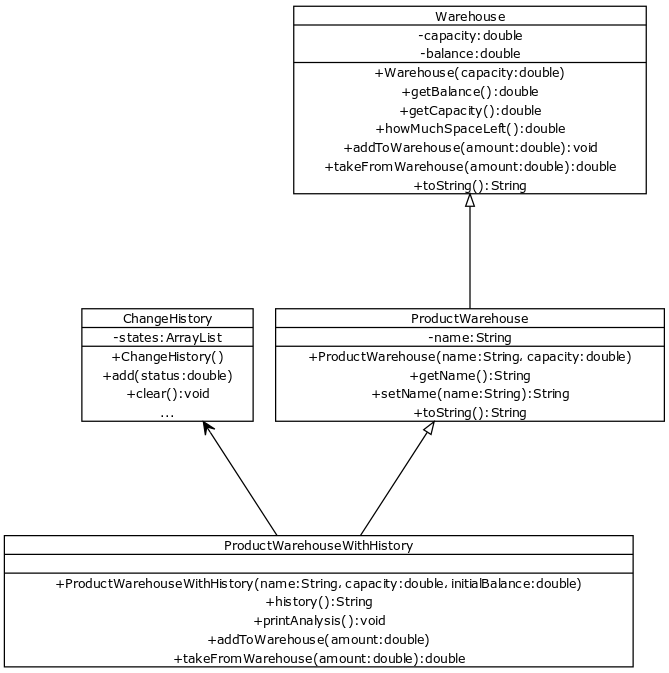 Warehouse
-capacity:double
-balance:double
+Warehouse(capacity:double)
+getBalance():double
+getCapacity():double
+howMuchSpaceLeft():double
+addToWarehouse(amount:double):void
+takeFromWarehouse(amount:double):double
+toString():String
ChangeHistory
-states:ArrayList
+ChangeHistory()
+add(status:double)
+clear():void
...
ProductWarehouse
-name:String
+ProductWarehouse(name:String, capacity:double)
+getName():String
+setName(name:String):String
+toString():String
ProductWarehouseWithHistory
+ProductWarehouseWithHistory(name:String, capacity:double, initialBalance:double)
+history():String
+printAnalysis():void
+addToWarehouse(amount:double)
+takeFromWarehouse(amount:double):double